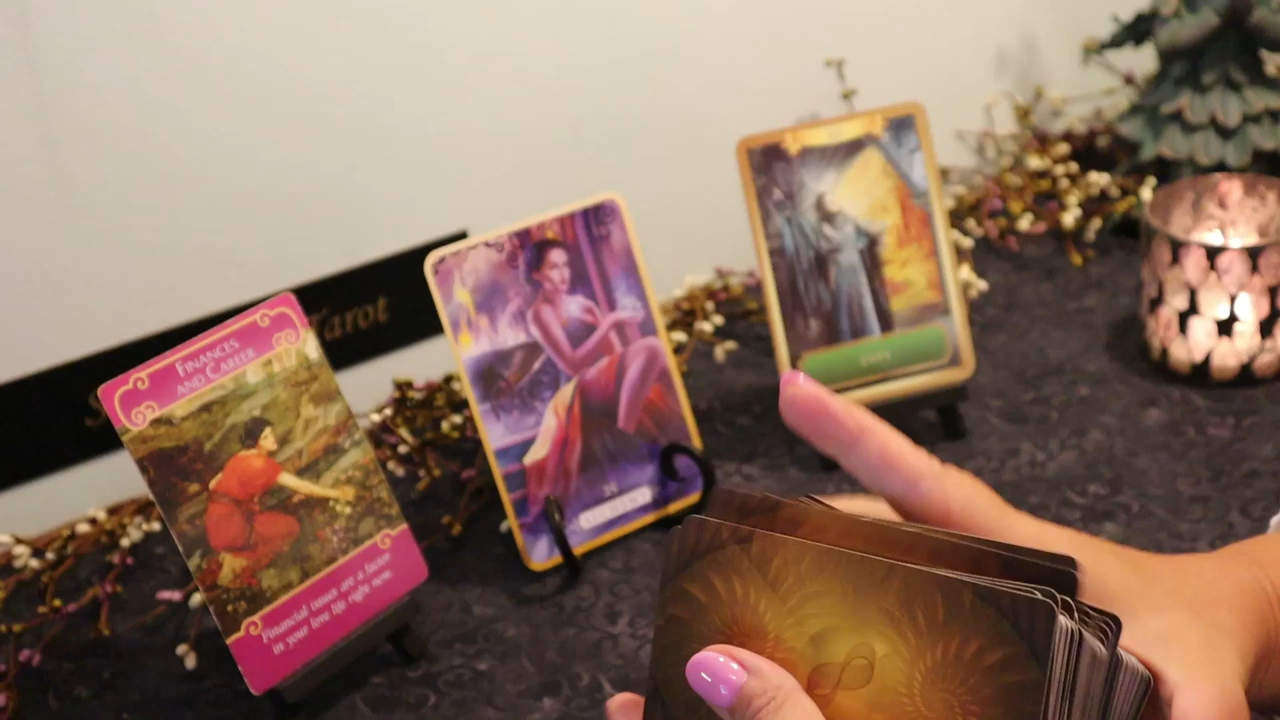 Tarot
FINANCES
AND CAREER
Financial issues are a factor
in your love life right now.